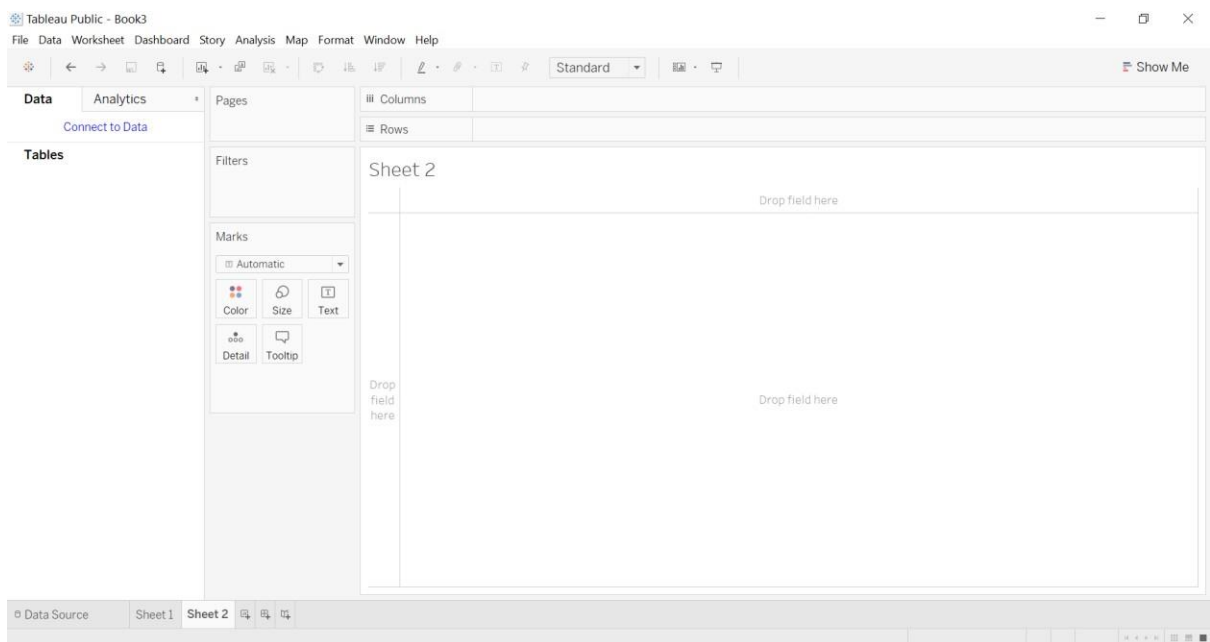 Tableau Public - Book3
File Data Worksheet Dashboard Story Analysis Map Format Window Help
Standard
Show Me
Data Analytics
Connect to Data
Tables
Pages
Filters
Marks
Automatic
Color Size Text
Detail Tooltip
Columns
Rows
Sheet 2
Drop field here
Drop
field
here
Drop field here
Data Source Sheet 1 Sheet 2